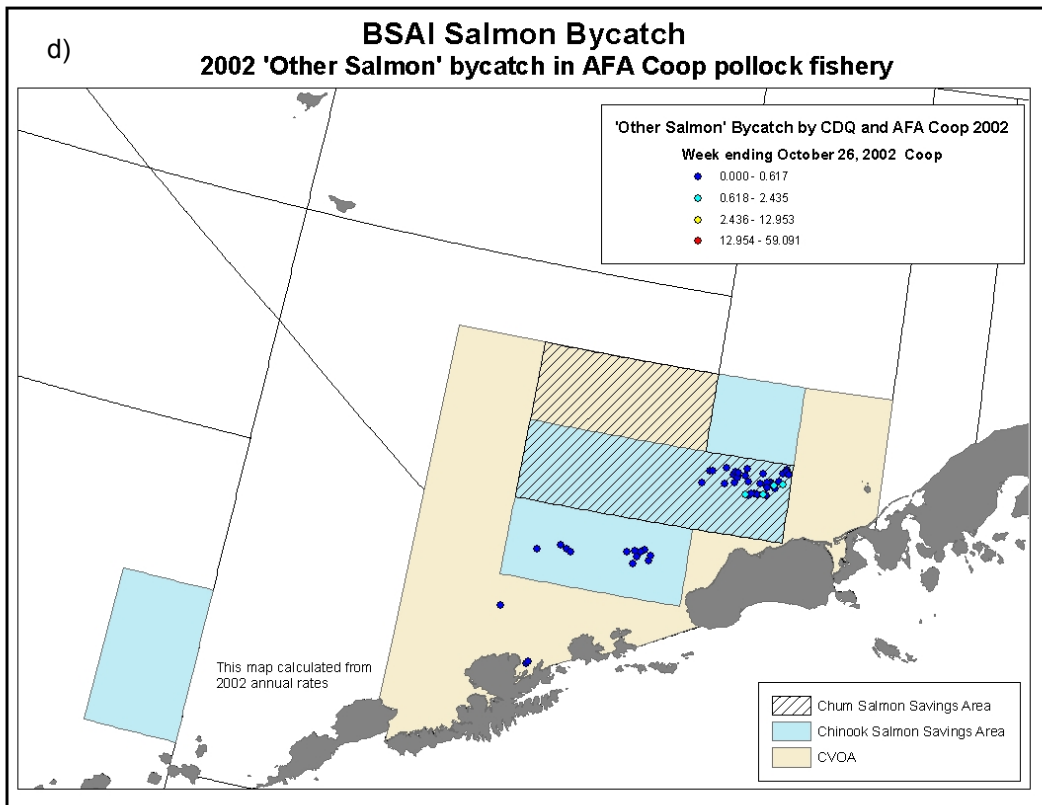 d)
BSAI Salmon Bycatch
2002 'Other Salmon' bycatch in AFA Coop pollock fishery
'Other Salmon' Bycatch by CDQ and AFA Coop 2002
Week ending October 26, 2002 Coop
0.000 - 0.617
0.618 - 2.435
2.436 - 12.953
12.954 - 59.091
This map calculated from
2002 annual rates
Chum Salmon Savings Area
Chinook Salmon Savings Area
CVOA